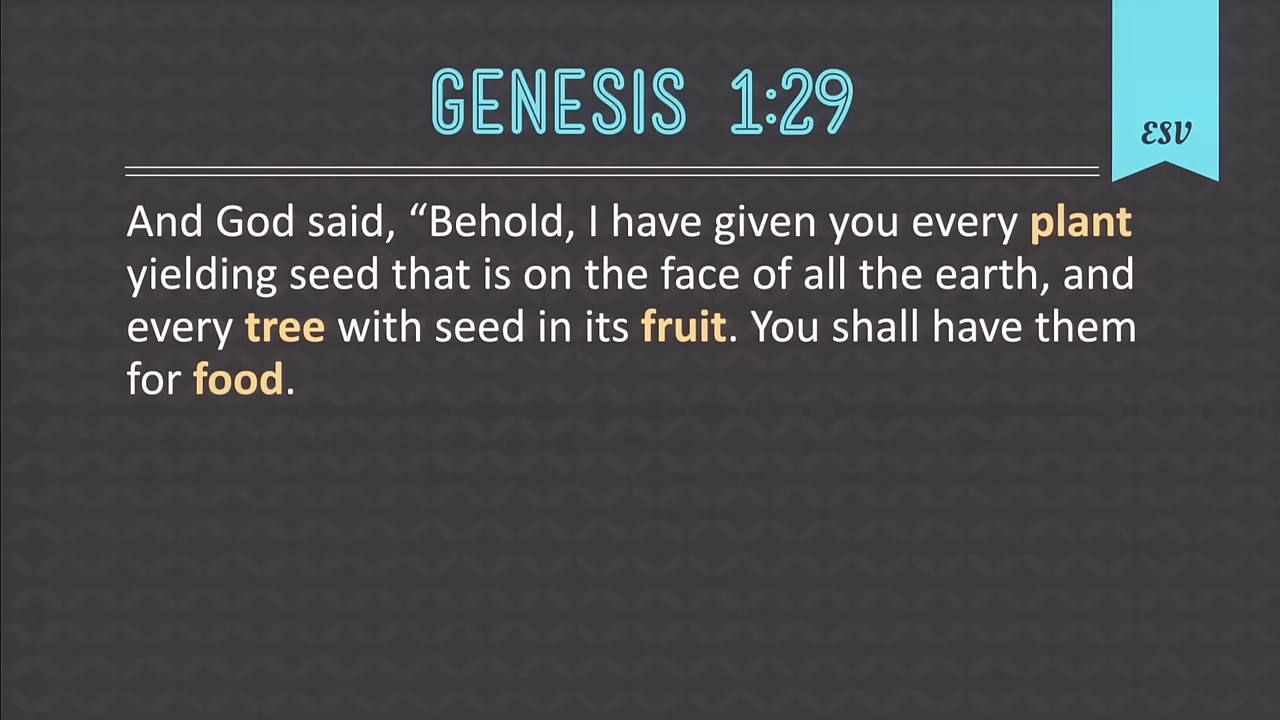 GENESIS 1:29
ESV
And God said, “Behold, I have given you every plant
yielding seed that is on the face of all the earth, and
every tree with seed in its fruit. You shall have them
for food.